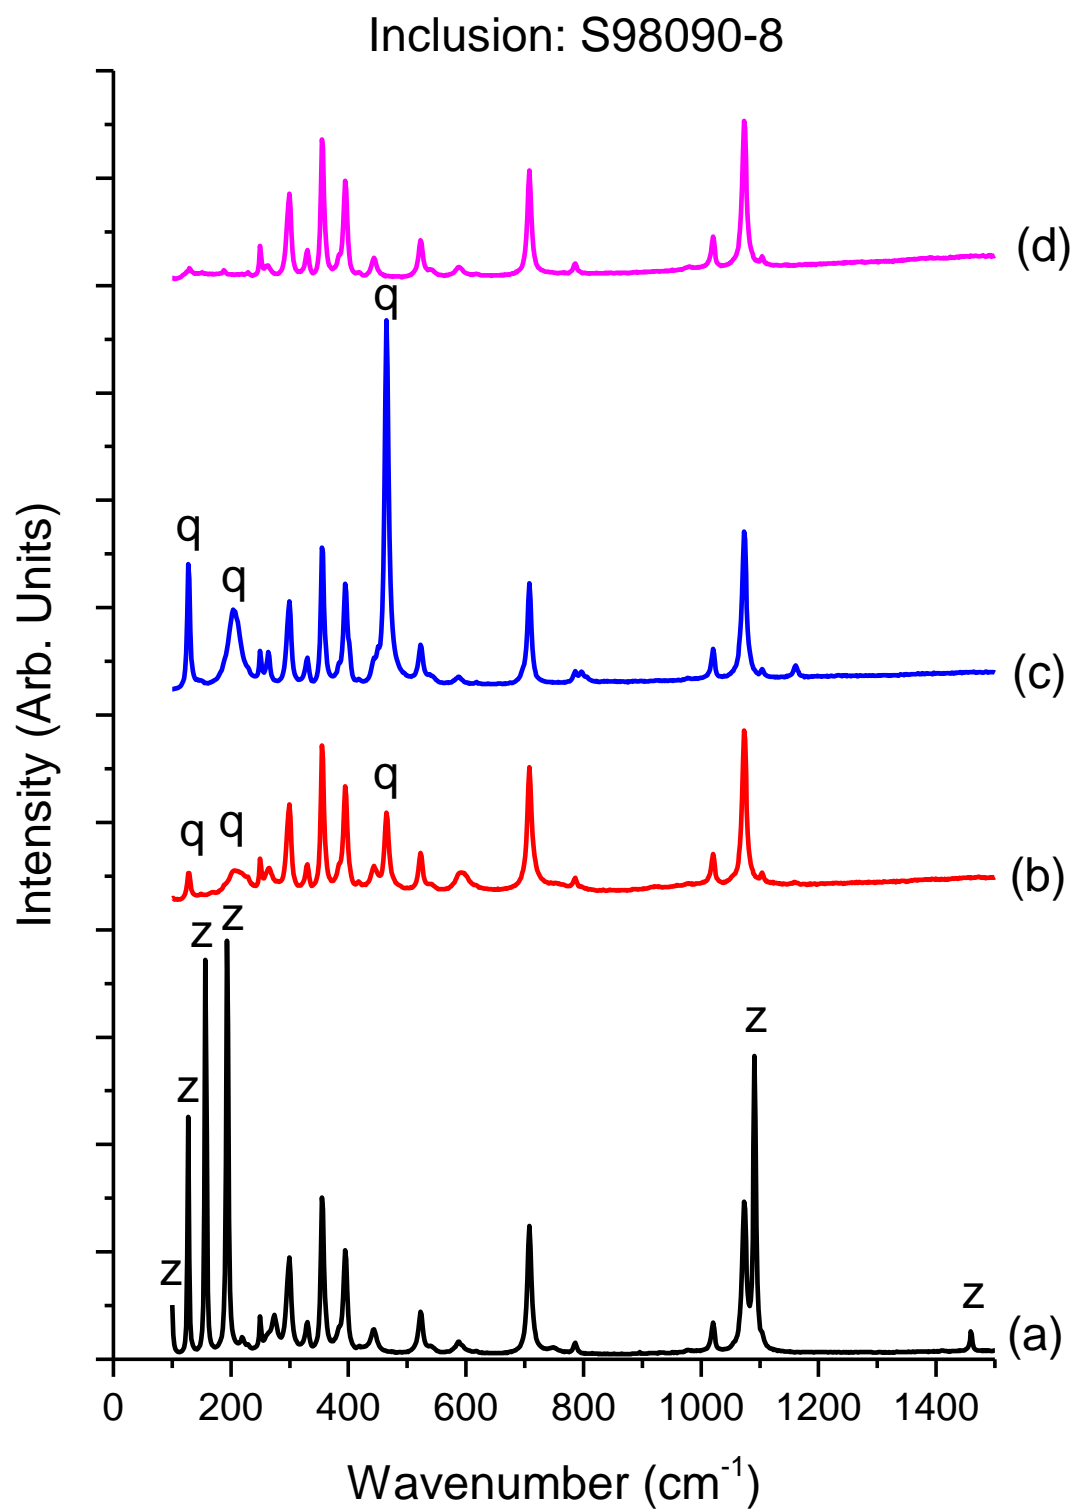 Inclusion: S98090-8
(d)
q
q
q
(c)
q
q
q
(b)
z
z
z
z
z
z
(a)
0 200 400 600 800 1000 1200 1400
Wavenumber (cm-1)
Intensity (Arb. Units)